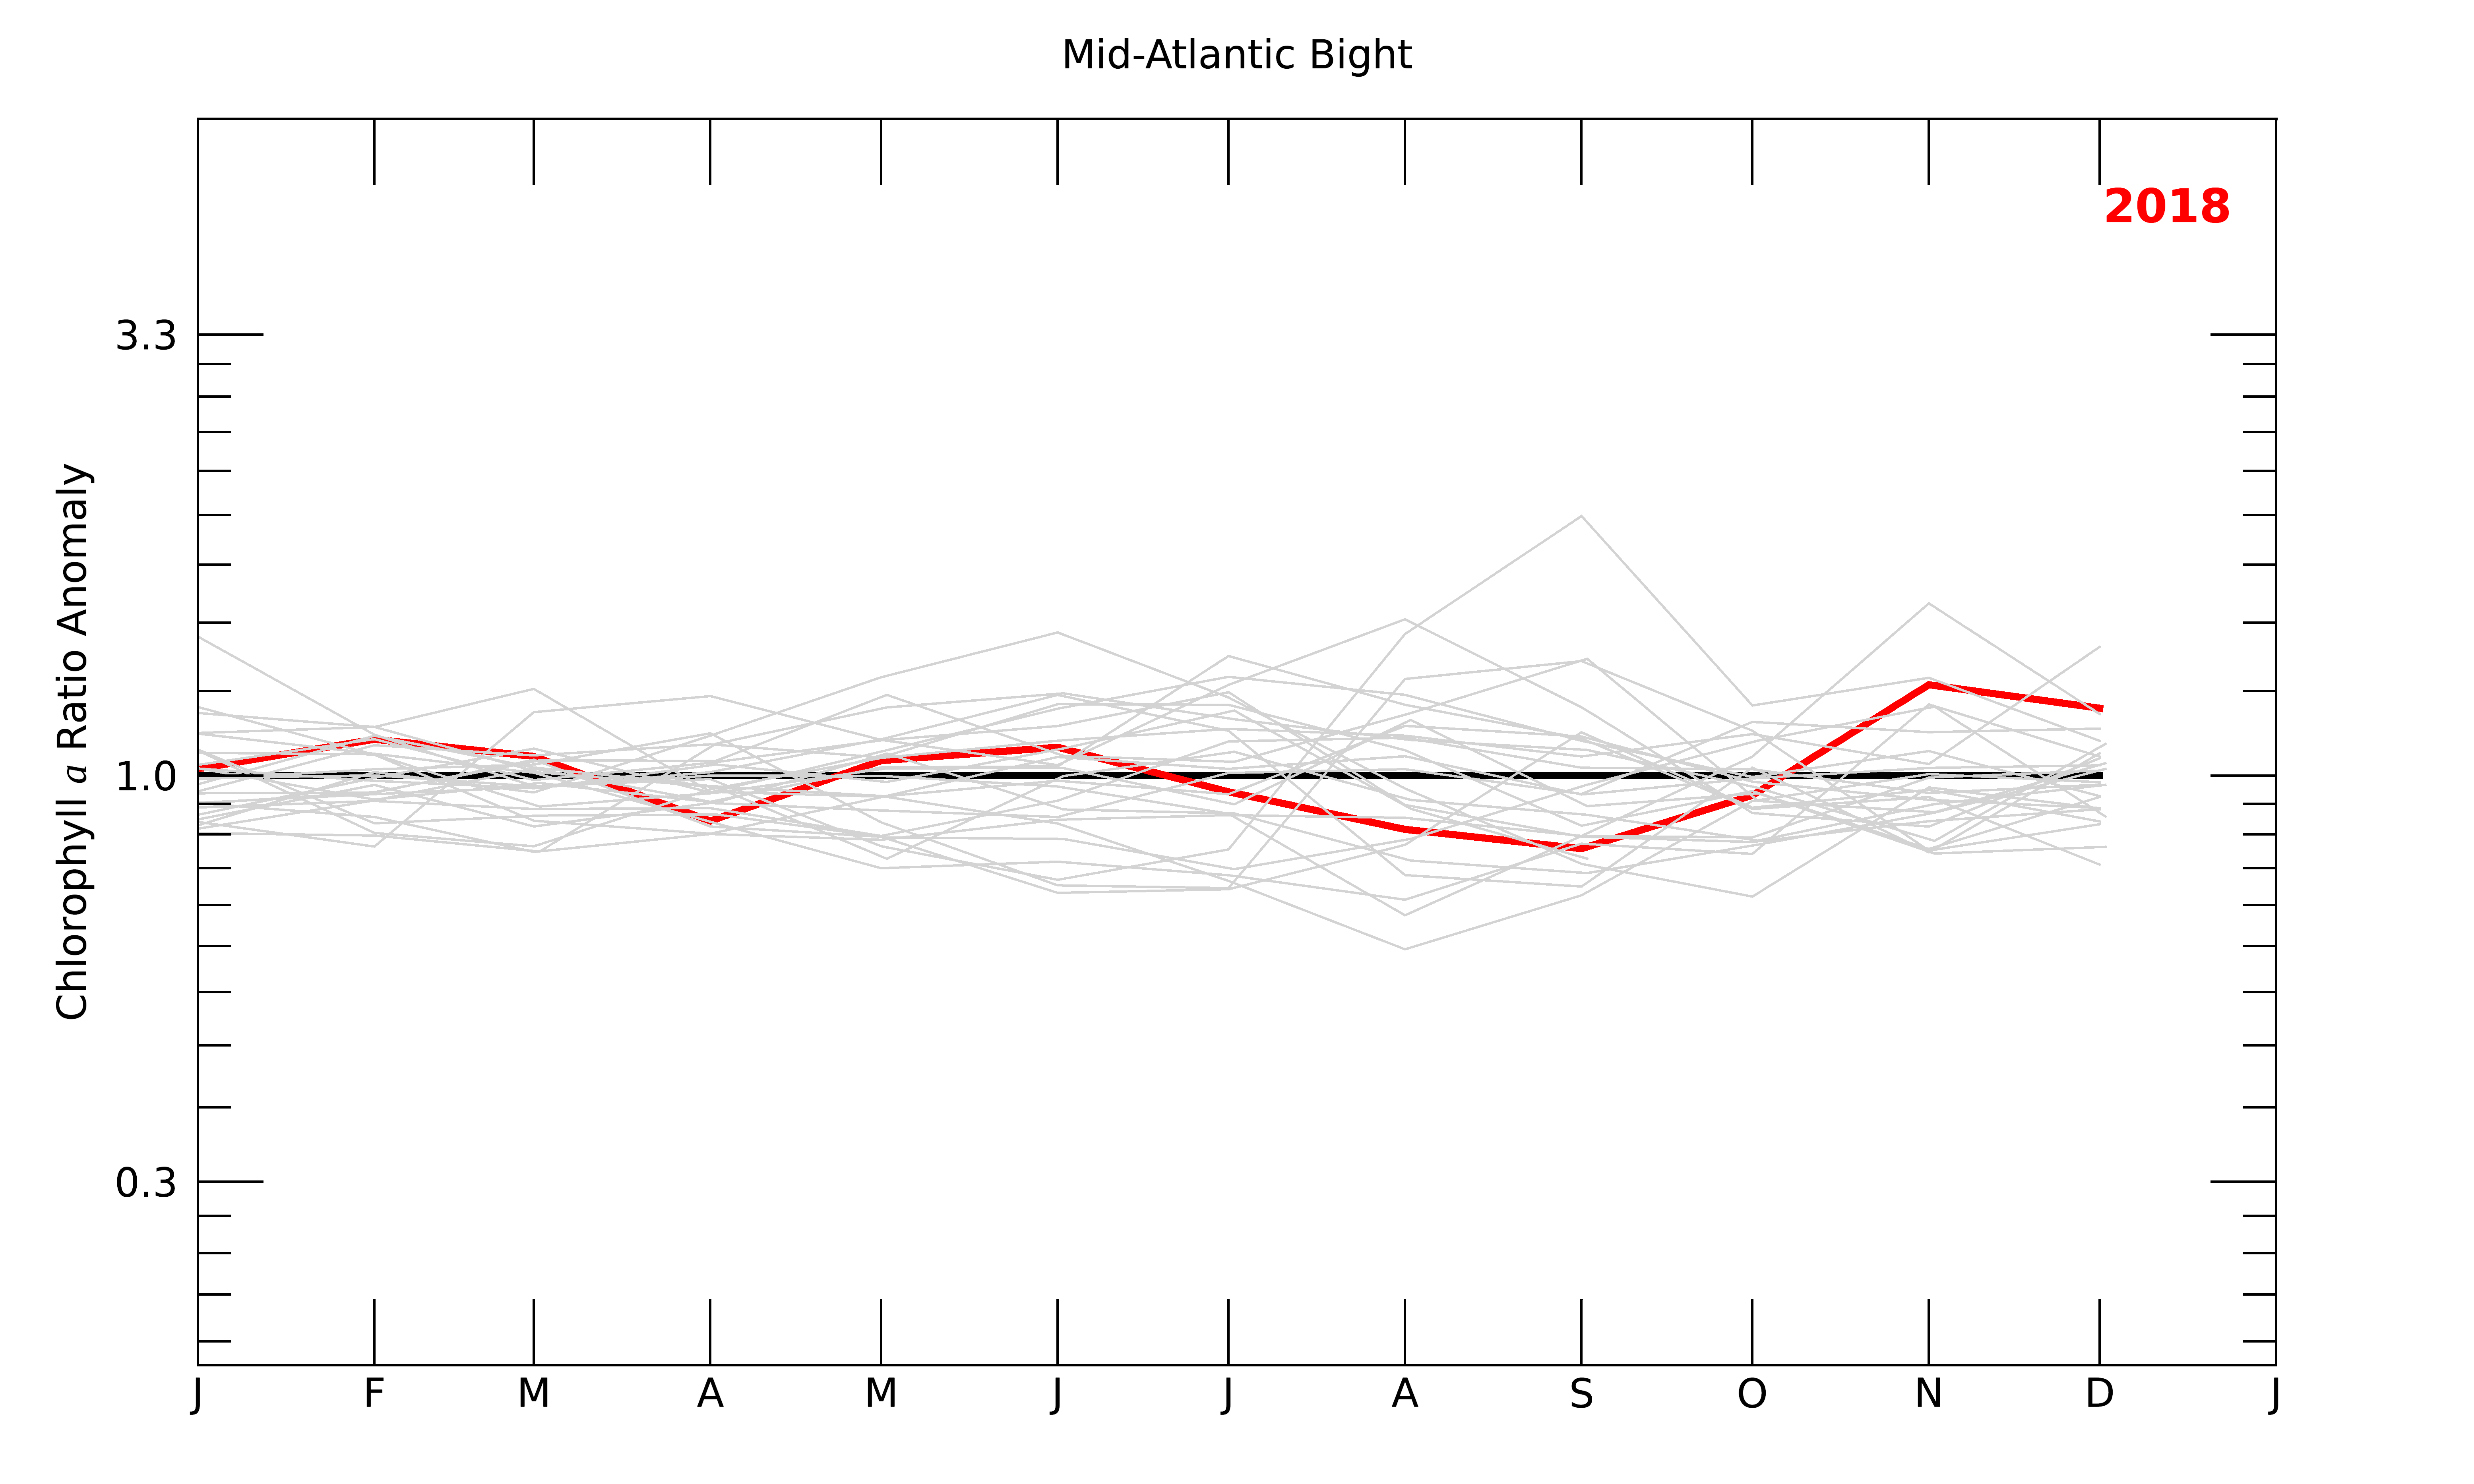 Mid-Atlantic Bight
2018
3.3
1.0
0.3
Chlorophyll a Ratio Anomaly
J F M A M J J A S O N D J